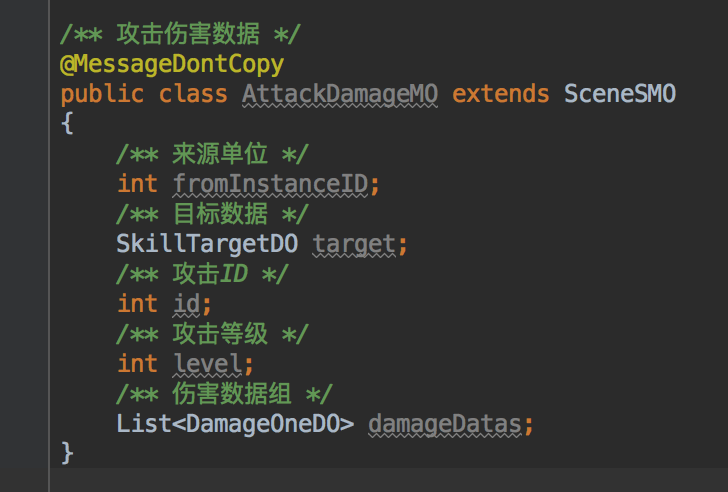 /** 攻击伤害数据 */
@MessageDontCopy
public class AttackDamageMO extends SceneSMO
{
/** 来源单位 */
int fromInstanceID;
/** 目标数据 */
SkillTargetDO target;
/** 攻击ID */
int id;
/** 攻击等级 */
int level;
/** 伤害数据组 */
List<DamageOneDO> damageDatas;
}